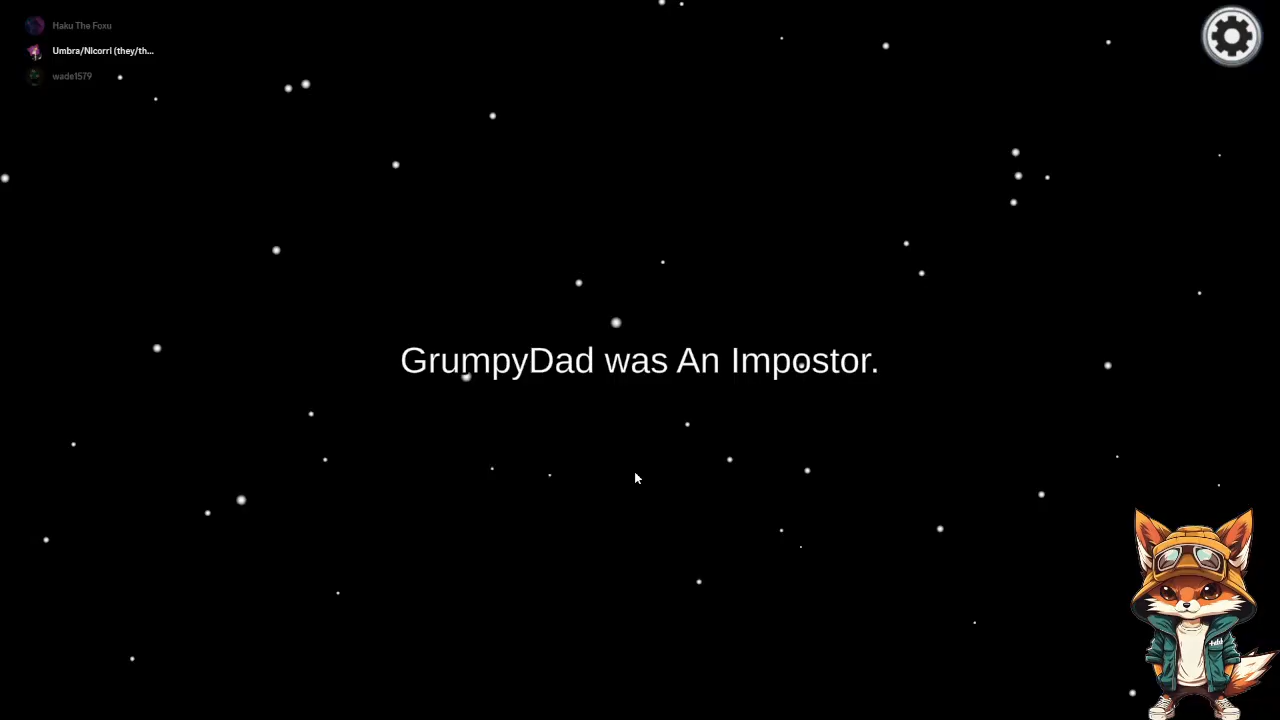 Haku The Foxu
Umbra/Nicorri (they/th...
wade1579
GrumpyDad was An Impostor.